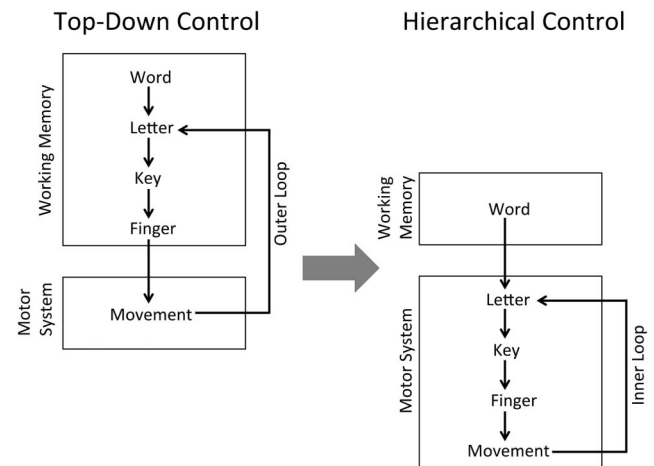 Top-Down Control
Working Memory
Word
Letter
Key
Finger
Outer Loop
Motor
System
Movement
Hierarchical Control
Working
Memory
Word
Motor System
Letter
Key
Finger
Movement
Inner Loop